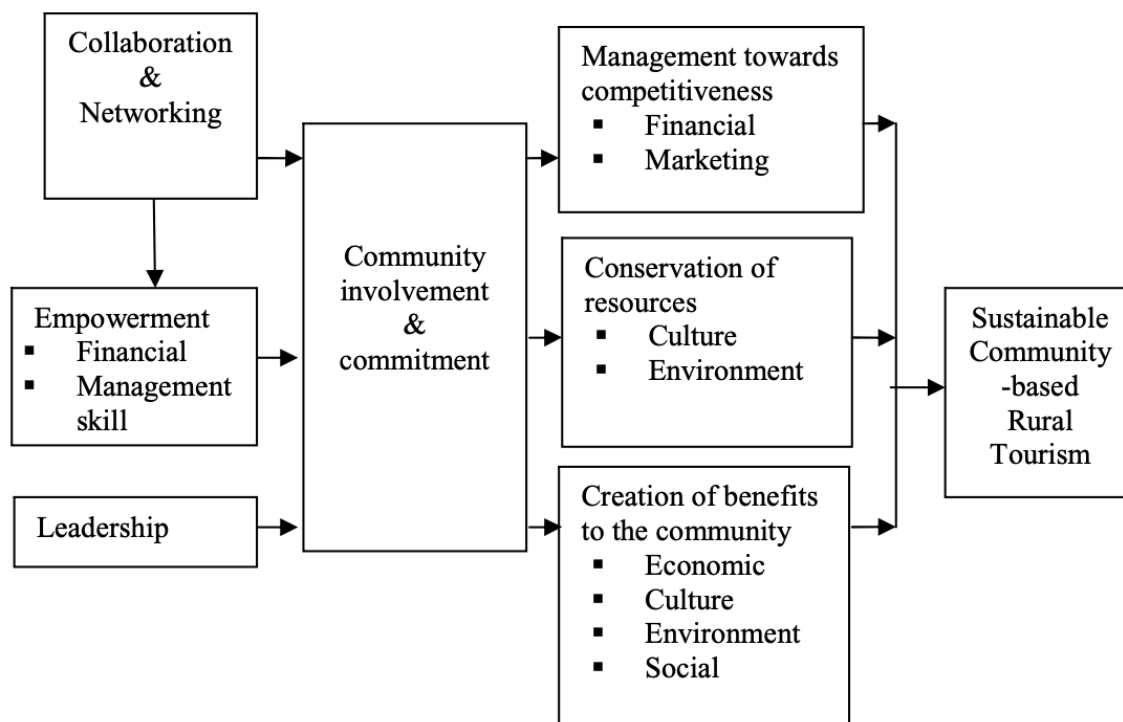 Collaboration
&
Networking
Empowerment
▪ Financial
▪ Management
skill
Leadership
Community
involvement
&
commitment
Management towards
competitiveness
▪ Financial
▪ Marketing
Conservation of
resources
▪ Culture
▪ Environment
Creation of benefits
to the community
▪ Economic
▪ Culture
▪ Environment
▪ Social
Sustainable
Community
-based
Rural
Tourism